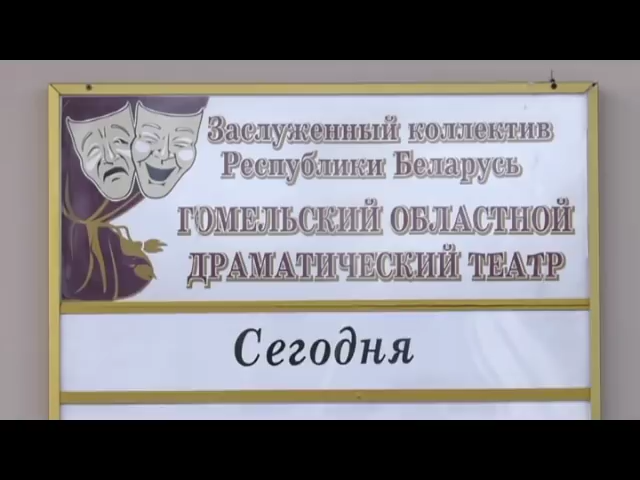 Заслуженный коллектив
Республики Беларусь
ГОМЕЛЬСКИЙ ОБЛАСТНОЙ
ДРАМАТИЧЕСКИЙ ТЕАТР
Сегодня